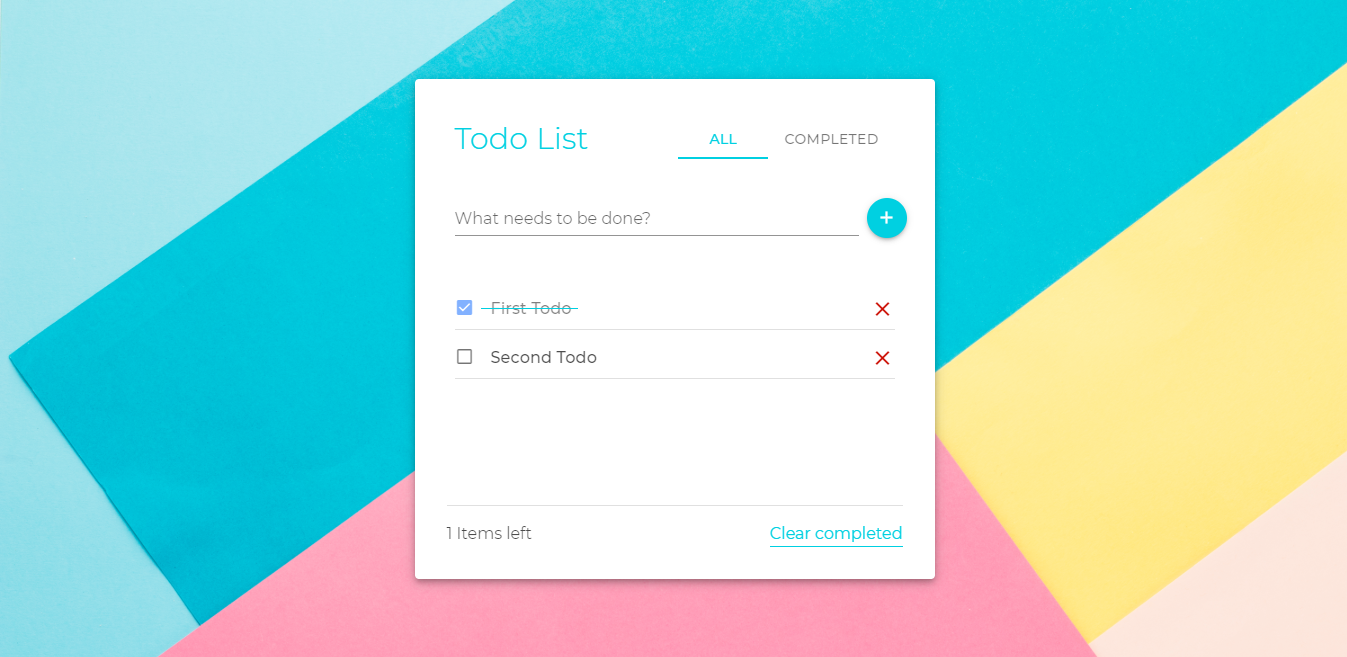 Todo List
ALL
COMPLETED
What needs to be done?
+
First Todo
Second Todo
1 Items left
Clear completed